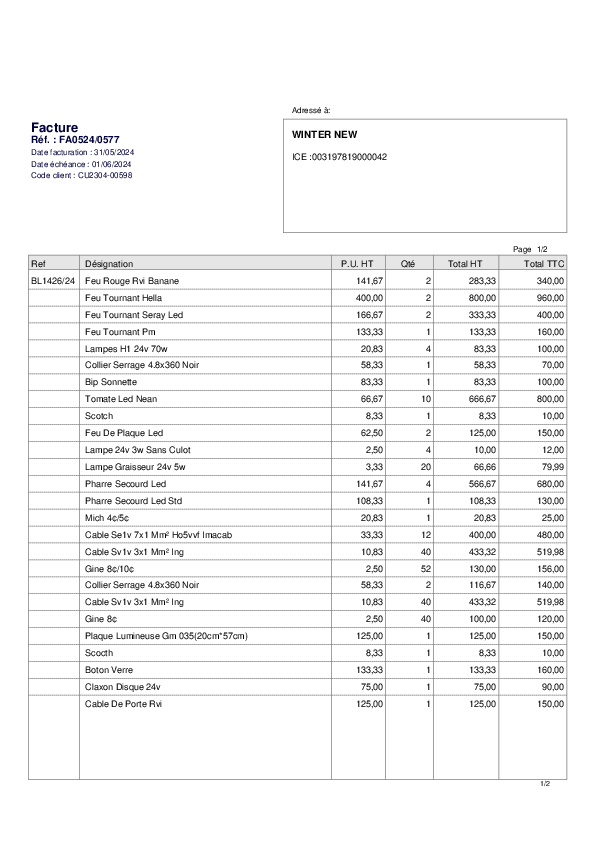 Adressé à:
Facture
Réf. : FA0524/0577
Date facturation : 31/05/2024
Date échéance : 01/06/2024
Code client : CU2304-00598
WINTER NEW
ICE :003197819000042
Page 1/2
Ref Désignation P.U. HT Qté Total HT Total TTC
BL1426/24 Feu Rouge Rvi Banane 141,67 2 283,33 340,00
Feu Tournant Hella 400,00 2 800,00 960,00
Feu Tournant Seray Led 166,67 2 333,33 400,00
Feu Tournant Pm 133,33 1 133,33 160,00
Lampes H1 24v 70w 20,83 4 83,33 100,00
Collier Serrage 4.8x360 Noir 58,33 1 58,33 70,00
Bip Sonnette 83,33 1 83,33 100,00
Tomate Led Nean 66,67 10 666,67 800,00
Scotch 8,33 1 8,33 10,00
Feu De Plaque Led 62,50 2 125,00 150,00
Lampe 24v 3w Sans Culot 2,50 4 10,00 12,00
Lampe Graisseur 24v 5w 3,33 20 66,66 79,99
Pharre Secourd Led 141,67 4 566,67 680,00
Pharre Secourd Led Std 108,33 1 108,33 130,00
Mich 4¢/5¢ 20,83 1 20,83 25,00
Cable Se1v 7x1 Mm² Ho5vvf Imacab 33,33 12 400,00 480,00
Cable Sv1v 3x1 Mm² Ing 10,83 40 433,32 519,98
Gine 8¢/10¢ 2,50 52 130,00 156,00
Collier Serrage 4.8x360 Noir 58,33 2 116,67 140,00
Cable Sv1v 3x1 Mm² Ing 10,83 40 433,32 519,98
Gine 8¢ 2,50 40 100,00 120,00
Plaque Lumineuse Gm 035(20cm*57cm) 125,00 1 125,00 150,00
Scocth 8,33 1 8,33 10,00
Boton Verre 133,33 1 133,33 160,00
Claxon Disque 24v 75,00 1 75,00 90,00
Cable De Porte Rvi 125,00 1 125,00 150,00
1/2